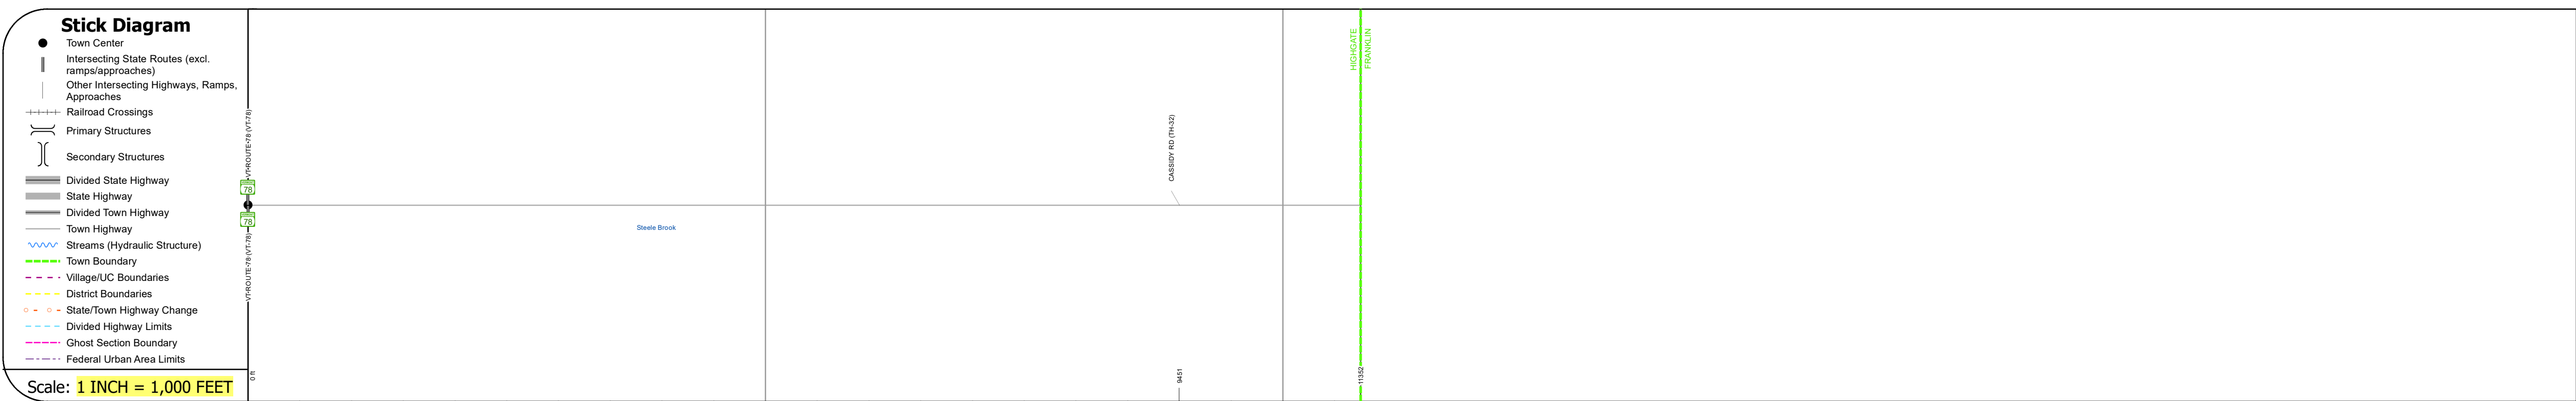 Stick Diagram
Town Center
Intersecting State Routes (excl.
ramps/approaches)
Other Intersecting Highways, Ramps,
Approaches
Railroad Crossings
Primary Structures
Secondary Structures
Divided State Highway
State Highway
Divided Town Highway
Town Highway
Streams (Hydraulic Structure)
Town Boundary
Village/UC Boundaries
District Boundaries
State/Town Highway Change
Divided Highway Limits
Ghost Section Boundary
Federal Urban Area Limits
Scale: 1 INCH = 1,000 FEET
VT-ROUTE-78 (VT-78)
78
78
VT-ROUTE-78 (VT-78)
0 ft
Steele Brook
CASSIDY RD (TH-32)
9451
HIGHGATE
FRANKLIN
11352